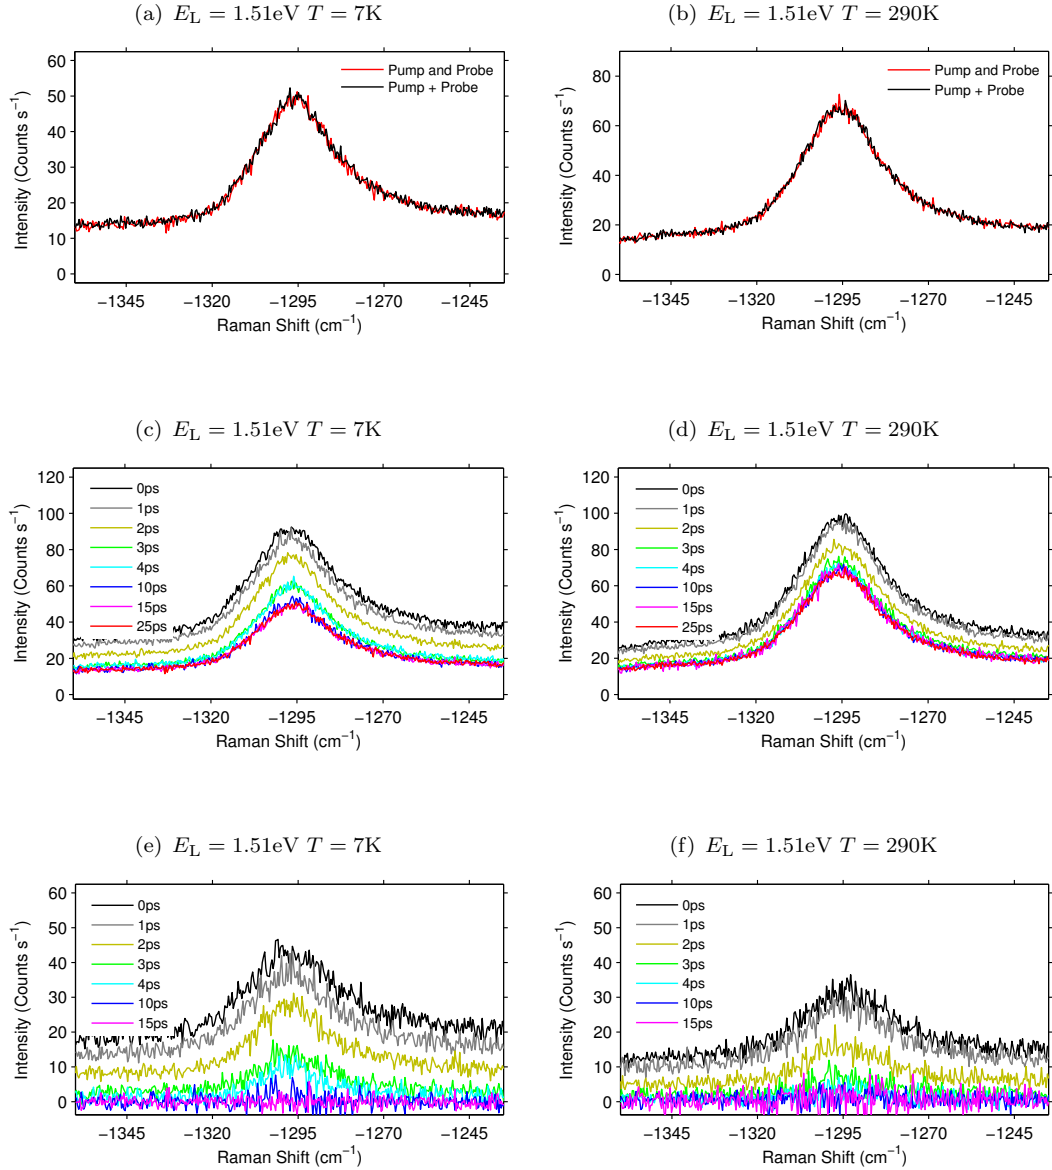 (a) E_L = 1.51eV T = 7K
60
50
40
30
20
10
0
Intensity (Counts s⁻¹)
Pump and Probe
Pump + Probe
−1345 −1320 −1295 −1270 −1245
Raman Shift (cm⁻¹)
(b) E_L = 1.51eV T = 290K
80
60
40
20
0
Intensity (Counts s⁻¹)
Pump and Probe
Pump + Probe
−1345 −1320 −1295 −1270 −1245
Raman Shift (cm⁻¹)
(c) E_L = 1.51eV T = 7K
120
100
80
60
40
20
0
Intensity (Counts s⁻¹)
0ps
1ps
2ps
3ps
4ps
10ps
15ps
25ps
−1345 −1320 −1295 −1270 −1245
Raman Shift (cm⁻¹)
(d) E_L = 1.51eV T = 290K
120
100
80
60
40
20
0
Intensity (Counts s⁻¹)
0ps
1ps
2ps
3ps
4ps
10ps
15ps
25ps
−1345 −1320 −1295 −1270 −1245
Raman Shift (cm⁻¹)
(e) E_L = 1.51eV T = 7K
60
50
40
30
20
10
0
Intensity (Counts s⁻¹)
0ps
1ps
2ps
3ps
4ps
10ps
15ps
−1345 −1320 −1295 −1270 −1245
Raman Shift (cm⁻¹)
(f) E_L = 1.51eV T = 290K
60
50
40
30
20
10
0
Intensity (Counts s⁻¹)
0ps
1ps
2ps
3ps
4ps
10ps
15ps
−1345 −1320 −1295 −1270 −1245
Raman Shift (cm⁻¹)